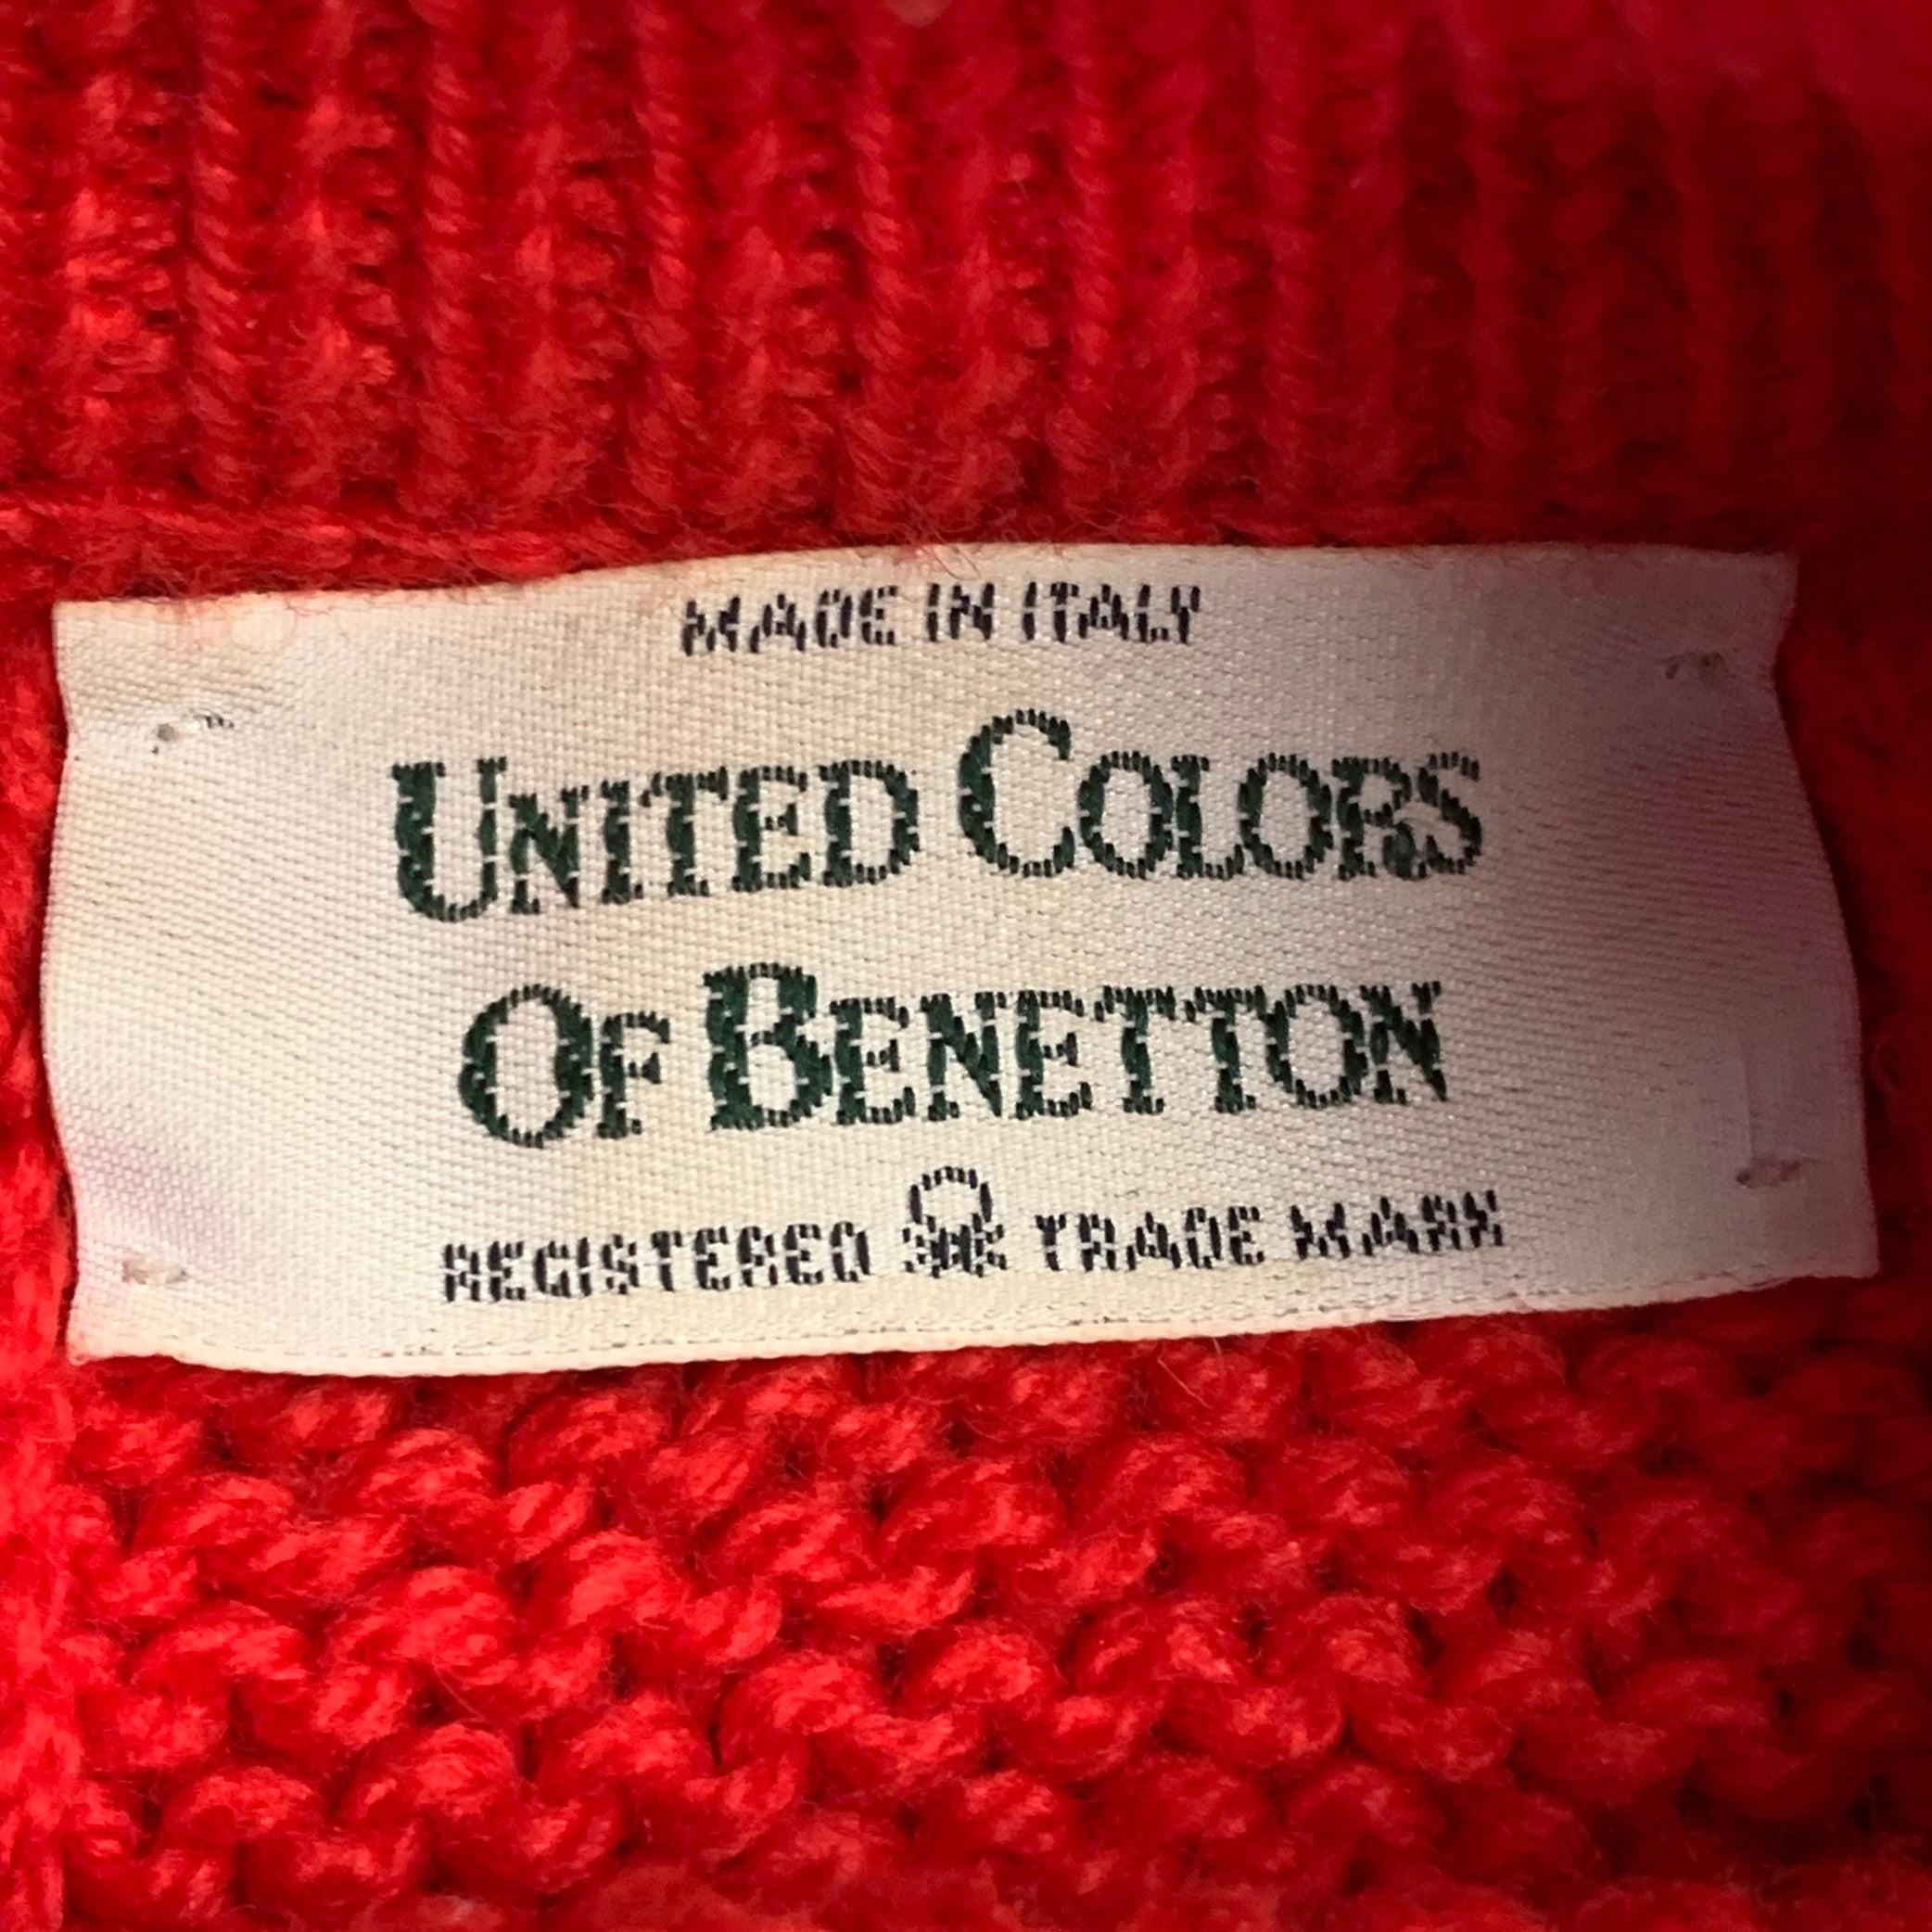 MADE IN ITALY
UNITED COLORS
OF BENETTON
REGISTERED TRADE MARK